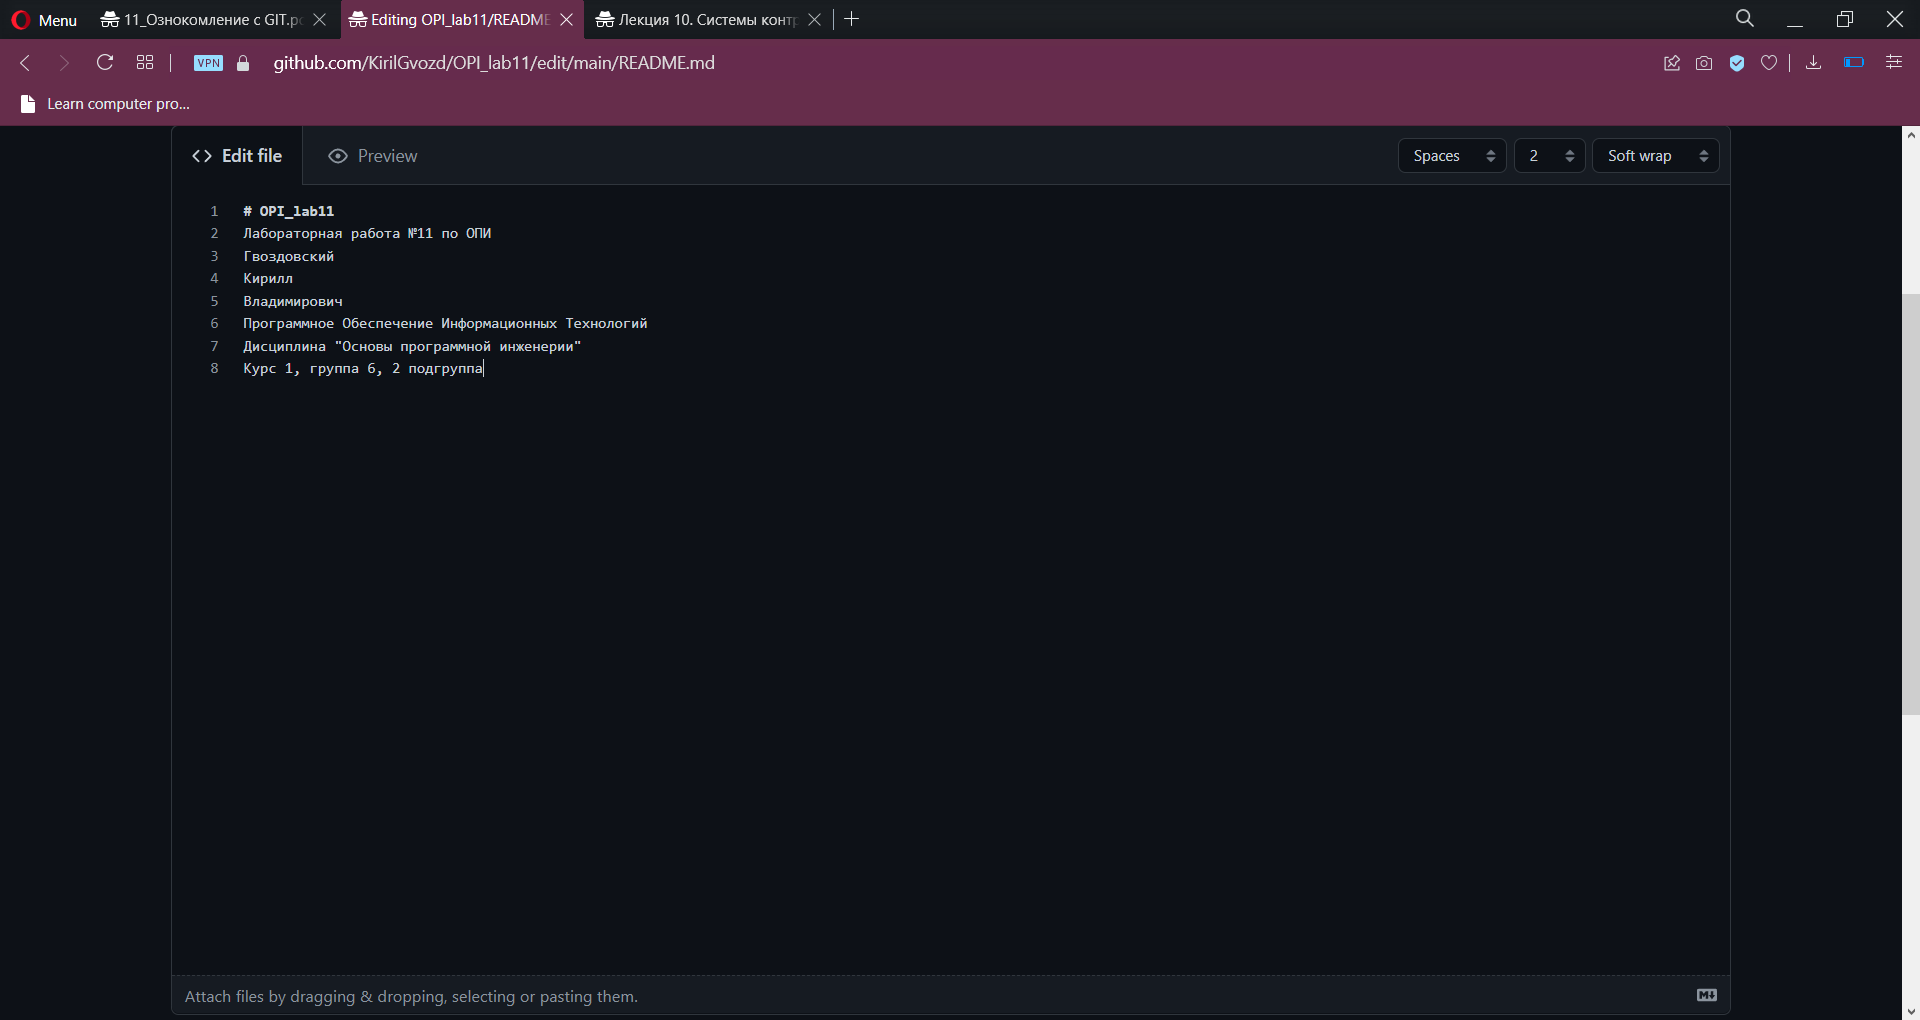 Menu
11_Ознокомление с GIT.pc
Editing OPI_lab11/README
Лекция 10. Системы конт
VPN
github.com/KirilGvozd/OPI_lab11/edit/main/README.md
Learn computer pro...
Edit file
Preview
Spaces
2
Soft wrap
1 # OPI_lab11
2 Лабораторная работа №11 по ОПИ
3 Гвоздовский
4 Кирилл
5 Владимирович
6 Программное Обеспечение Информационных Технологий
7 Дисциплина "Основы программной инженерии"
8 Курс 1, группа 6, 2 подгруппа
Attach files by dragging & dropping, selecting or pasting them.